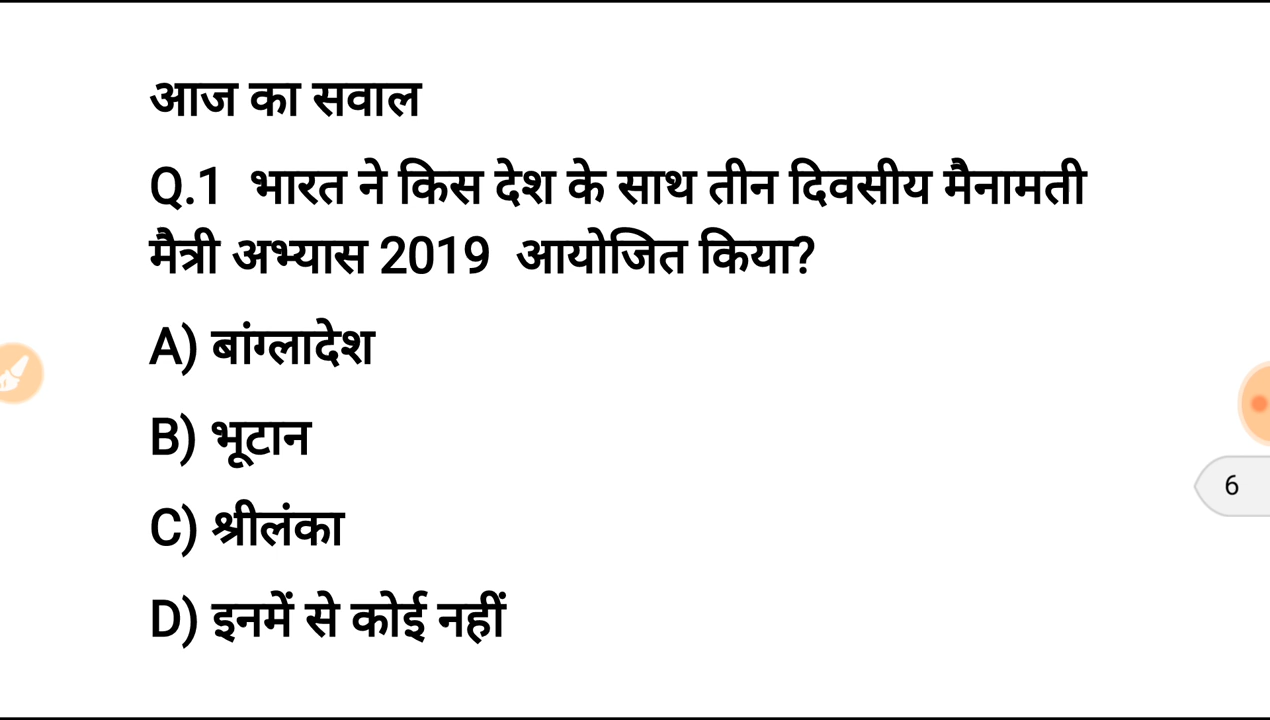 आज का सवाल
Q.1 भारत ने किस देश के साथ तीन दिवसीय मैनामती
मैत्री अभ्यास 2019 आयोजित किया?
A) बांग्लादेश
B) भूटान
C) श्रीलंका
D) इनमें से कोई नहीं
6